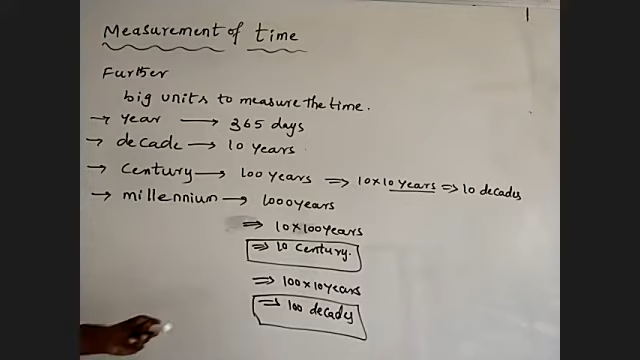 Measurement of time
Further
big units to measure the time.
→ year → 365 days
→ decade → 10 years
→ Century → 100 years ⇒ 10×10 years ⇒ 10 decades
→ millennium → 1000 years
⇒ 10×100 years
⇒ 10 Century.
⇒ 100×10 years
⇒ 100 decades